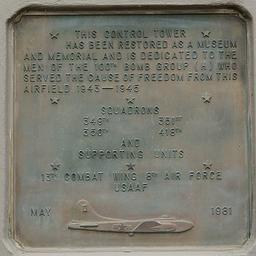 THIS CONTROL TOWER
HAS BEEN RESTORED AS A MUSEUM
AND MEMORIAL AND IS DEDICATED TO THE
MEN OF THE 100TH BOMB GROUP (H) WHO
SERVED THE CAUSE OF FREEDOM FROM THIS
AIRFIELD 1943-1945
SQUADRONS
349TH 351ST
350TH 418TH
AND
SUPPORTING UNITS
13TH COMBAT WING 8TH AIR FORCE
USAAF
MAY 1981